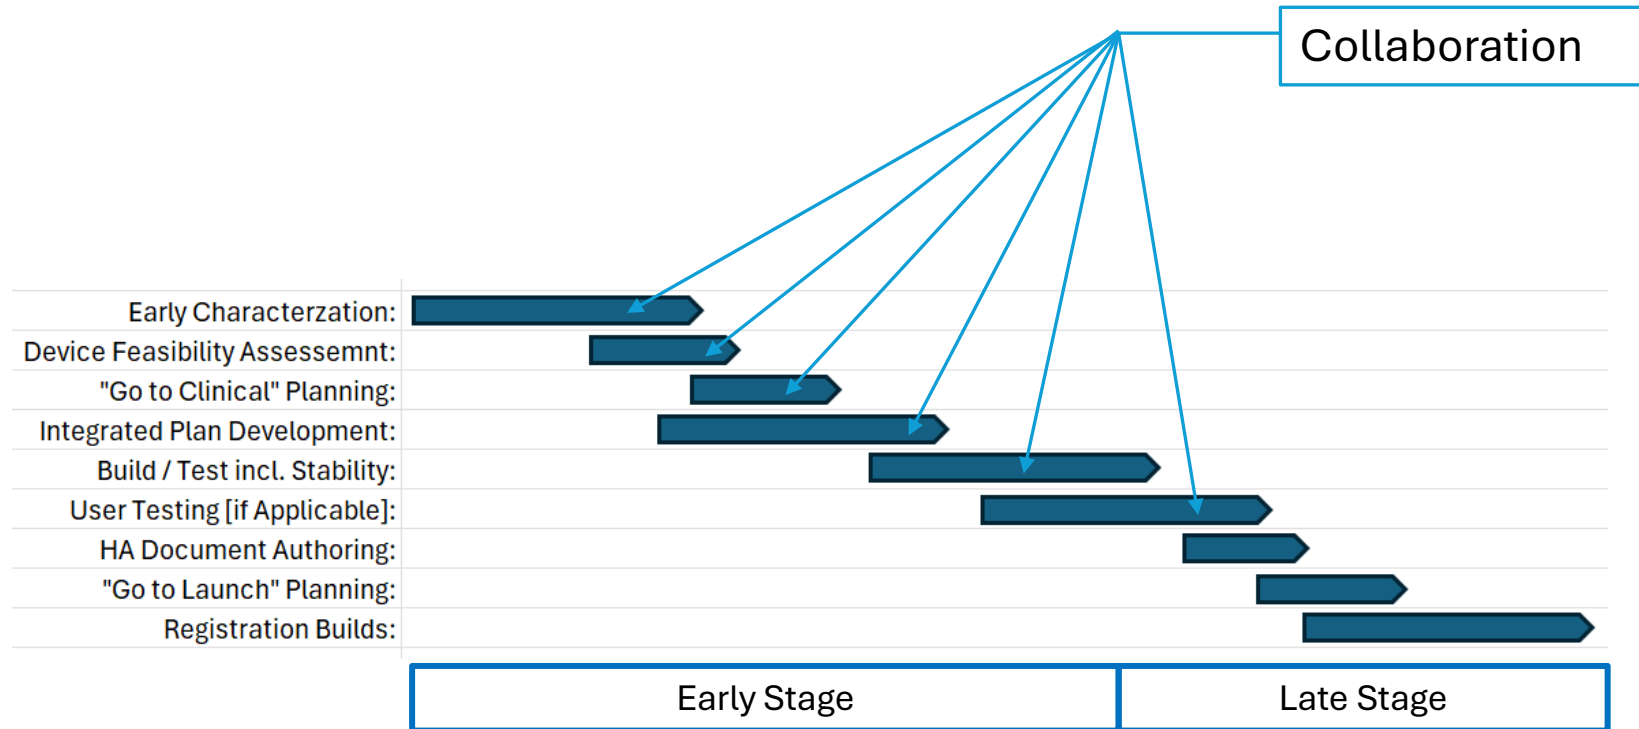 Collaboration
Early Characterzation:
Device Feasibility Assessemnt:
"Go to Clinical" Planning:
Integrated Plan Development:
Build / Test incl. Stability:
User Testing [if Applicable]:
HA Document Authoring:
"Go to Launch" Planning:
Registration Builds:
Early Stage
Late Stage